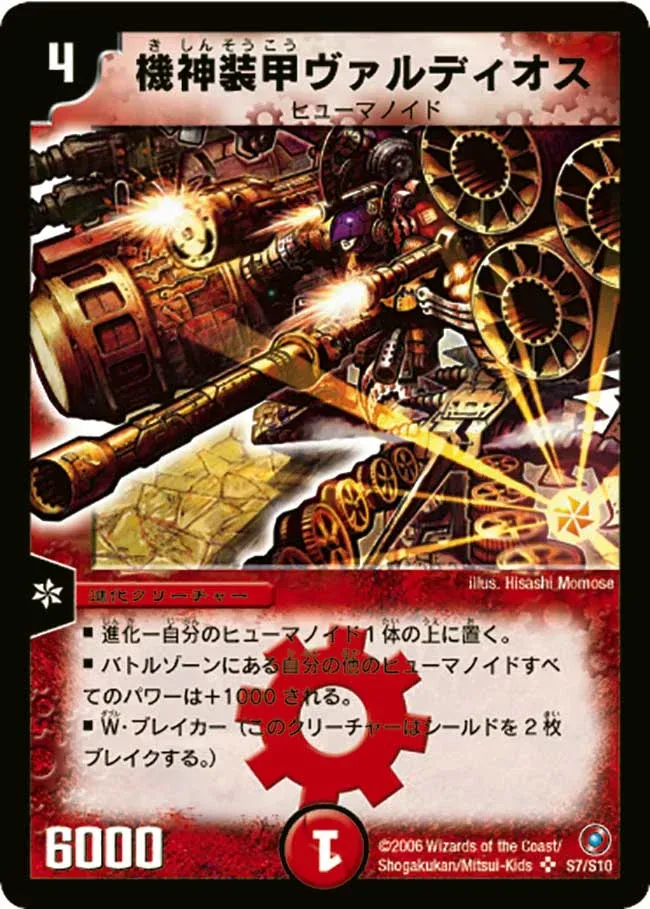 4
きしんそうこう
機神装甲ヴァルディオス
ヒューマノイド
illus. Hisashi Momose
進化クリーチャー
■ 進化ー自分のヒューマノイド1体の上に置く。
■ バトルゾーンにある自分の他のヒューマノイドすべ
てのパワーは+1000される。
■ W・ブレイカー（このクリーチャーはシールドを2枚
ブレイクする。）
6000
1
©2006 Wizards of the Coast/
Shogakukan/Mitsui-Kids
S7/S10